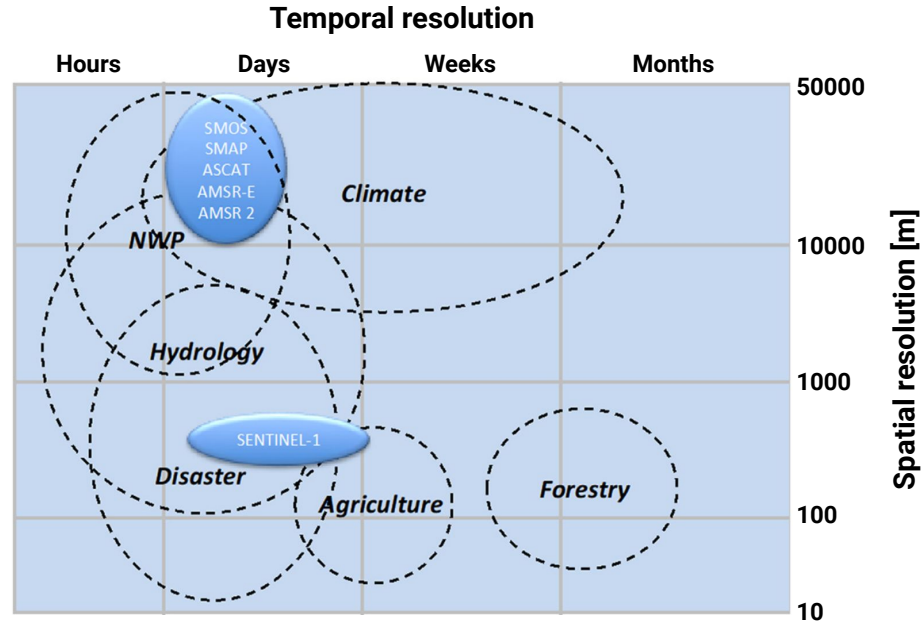 Temporal resolution
Hours Days Weeks Months
50000
SMOS
SMAP
ASCAT
AMSR-E
AMSR 2
Climate
NWP
10000
Spatial resolution [m]
Hydrology
1000
SENTINEL-1
Disaster
Agriculture
Forestry
100
10